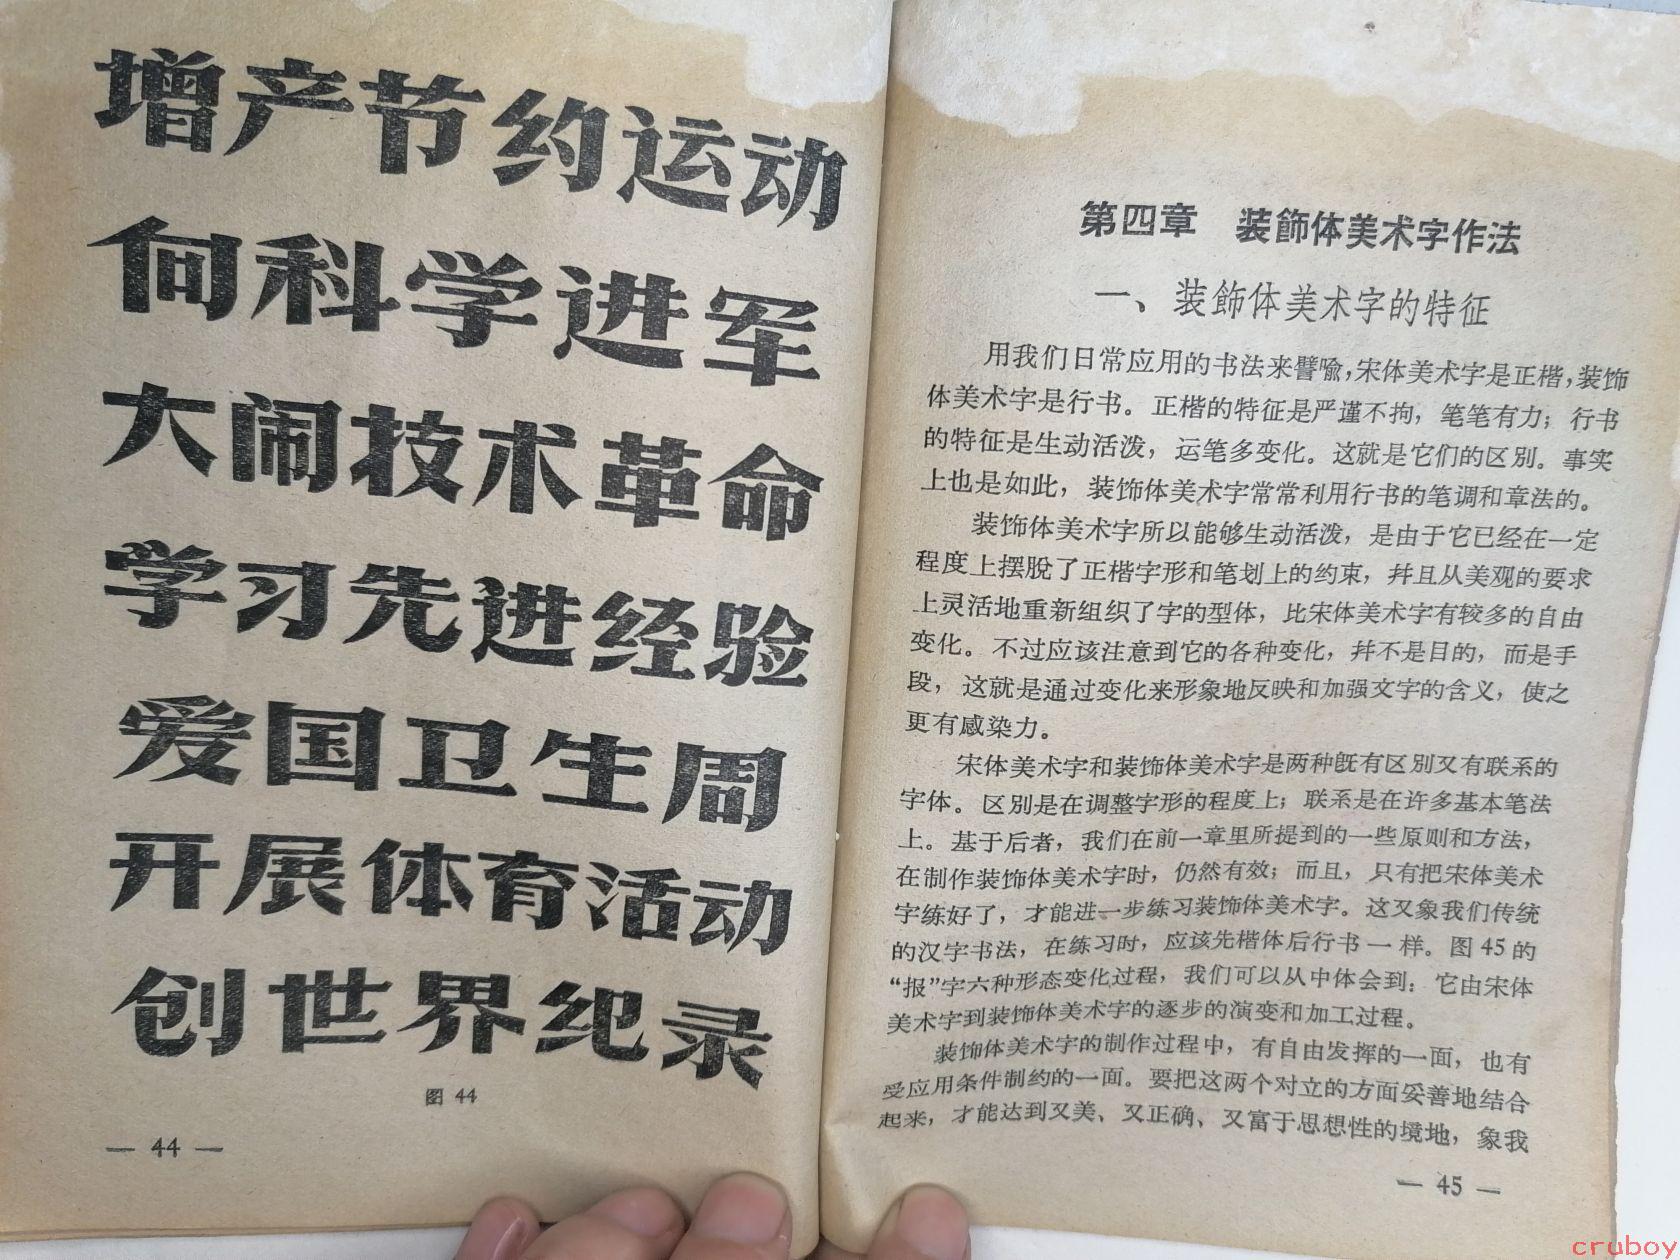 增产节约运动
向科学进军
大闹技术革命
学习先进经验
爱国卫生周
开展体育活动
创世界纪录
图 44
— 44 —
第四章 装飾体美术字作法
一、装飾体美术字的特征
用我们日常应用的书法来譬喻，宋体美术字是正楷，装饰
体美术字是行书。正楷的特征是严谨不拘，笔笔有力；行书
的特征是生动活泼，运笔多变化。这就是它们的区别。事实
上也是如此，装饰体美术字常常利用行书的笔调和章法的。
装饰体美术字所以能够生动活泼，是由于它已经在一定
程度上摆脫了正楷字形和笔划上的约束，幷且从美观的要求
上灵活地重新组织了字的型体，比宋体美术字有较多的自由
变化。不过应该注意到它的各种变化，幷不是目的，而是手
段，这就是通过变化来形象地反映和加强文字的含义，使之
更有感染力。
宋体美术字和装饰体美术字是两种既有区别又有联系的
字体。区别是在调整字形的程度上；联系是在许多基本笔法
上。基于后者，我们在前一章里所提到的一些原则和方法，
在制作装饰体美术字时，仍然有效；而且，只有把宋体美术
字练好了，才能进一步练习装饰体美术字。这又象我们传统
的汉字书法，在练习时，应该先楷体后行书一样。图 45 的
“报”字六种形态变化过程，我们可以从中体会到：它由宋体
美术字到装饰体美术字的逐步的演变和加工过程。
装饰体美术字的制作过程中，有自由发挥的一面，也有
受应用条件制约的一面。要把这两个对立的方面妥善地结合
起来，才能达到又美、又正确、又富于思想性的境地，象我
— 45 —
cruboy